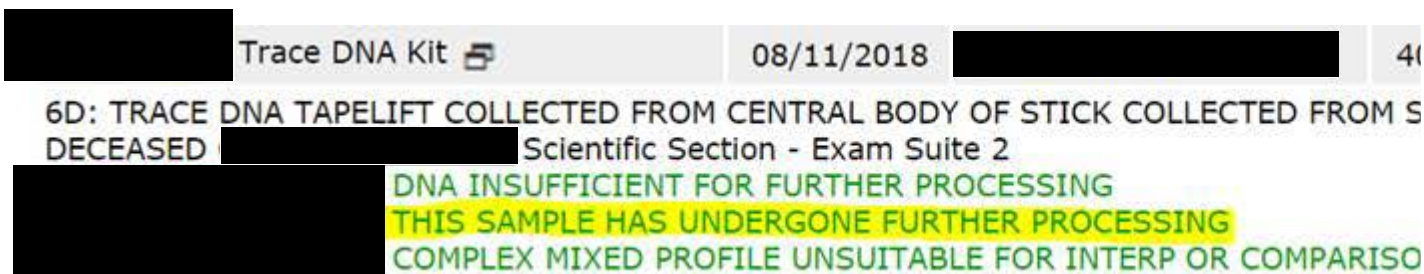 Trace DNA Kit 08/11/2018 40
6D: TRACE DNA TAPELIFT COLLECTED FROM CENTRAL BODY OF STICK COLLECTED FROM S
DECEASED ( Scientific Section - Exam Suite 2
DNA INSUFFICIENT FOR FURTHER PROCESSING
THIS SAMPLE HAS UNDERGONE FURTHER PROCESSING
COMPLEX MIXED PROFILE UNSUITABLE FOR INTERP OR COMPARISO